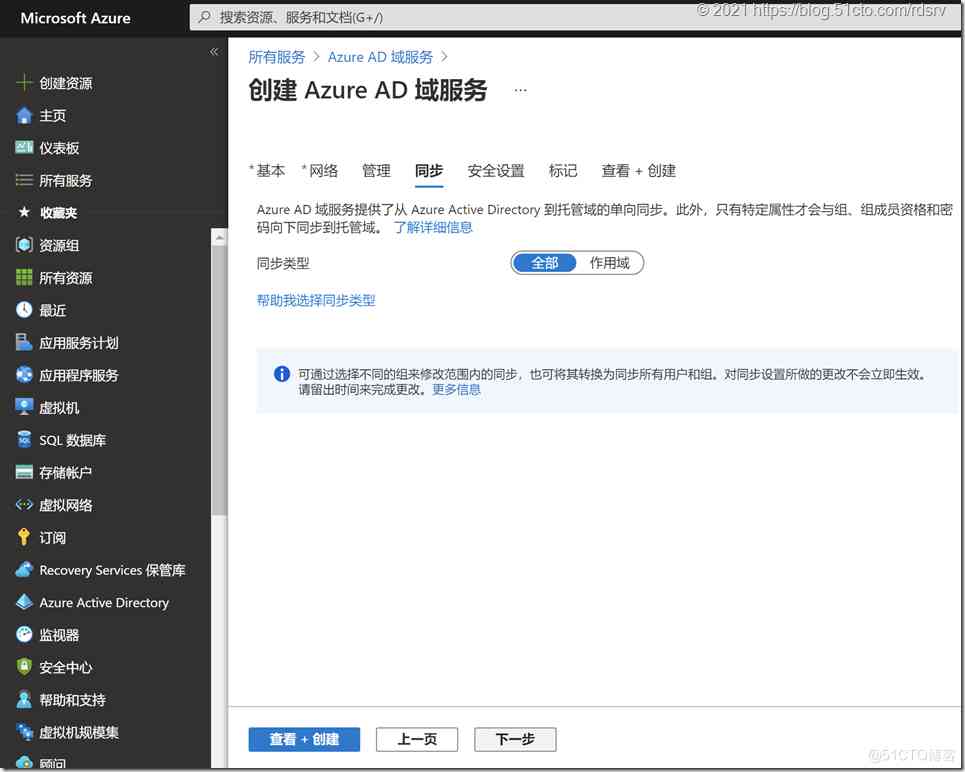 Microsoft Azure
搜索资源、服务和文档(G+/)
© 2021 https://blog.51cto.com/rdsrv
«
创建资源
主页
仪表板
所有服务
收藏夹
资源组
所有资源
最近
应用服务计划
应用程序服务
虚拟机
SQL 数据库
存储帐户
虚拟网络
订阅
Recovery Services 保管库
Azure Active Directory
监视器
安全中心
帮助和支持
虚拟机规模集
顾问
所有服务 > Azure AD 域服务 >
创建 Azure AD 域服务 ...
*基本 *网络 管理 同步 安全设置 标记 查看 + 创建
Azure AD 域服务提供了从 Azure Active Directory 到托管域的单向同步。此外，只有特定属性才会与组、组成员资格和密
码向下同步到托管域。 了解详细信息
同步类型 全部 作用域
帮助我选择同步类型
可通过选择不同的组来修改范围内的同步，也可将其转换为同步所有用户和组。对同步设置所做的更改不会立即生效。
请留出时间来完成更改。更多信息
查看 + 创建 上一页 下一步
@51CTO博客